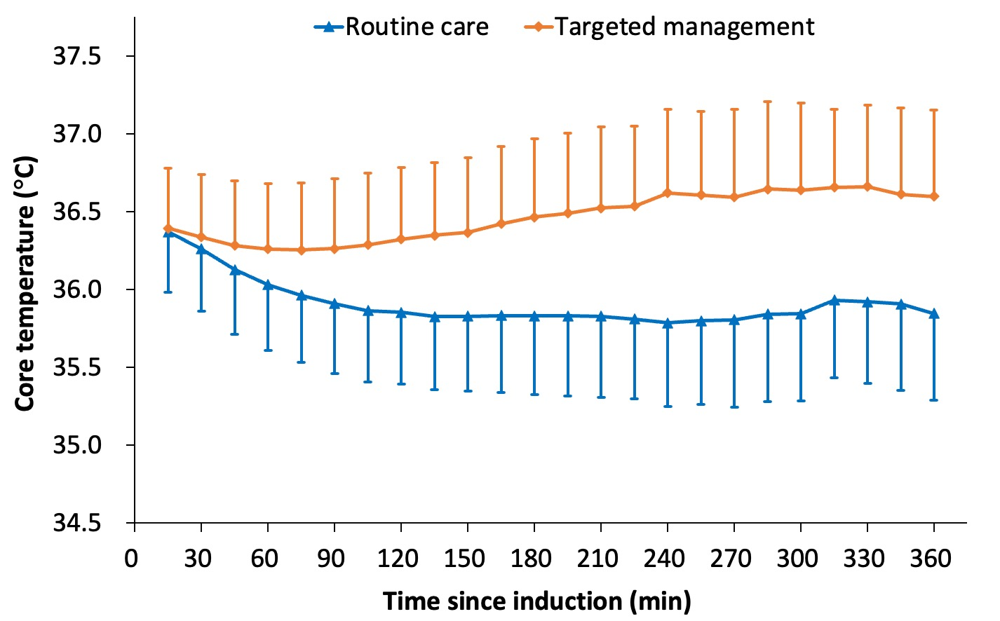 Routine care Targeted management
37.5
37.0
36.5
36.0
35.5
35.0
34.5
Core temperature (°C)
0 30 60 90 120 150 180 210 240 270 300 330 360
Time since induction (min)